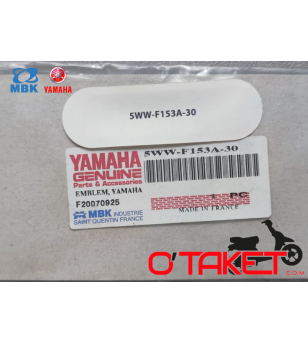 MBK YAMAHA
5WW-F153A-30
YAMAHA 5WW-F153A-30
GENUINE
Parts & Accessories
EMBLEM, YAMAHA
F20070925 1 PC
MBK INDUSTRIE MADE IN FRANCE
SAINT QUENTIN FRANCE
O'TAKET
.COM